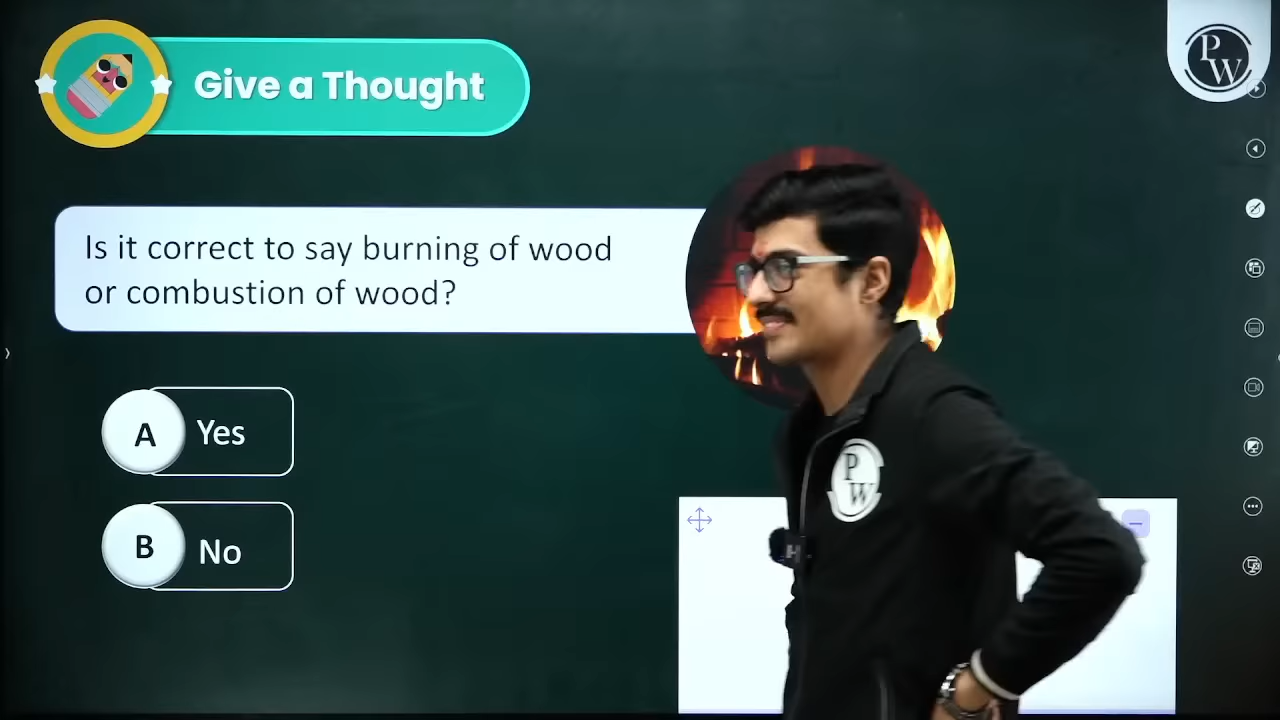 Give a Thought
PW
Is it correct to say burning of wood
or combustion of wood?
A Yes
B No
PW
H